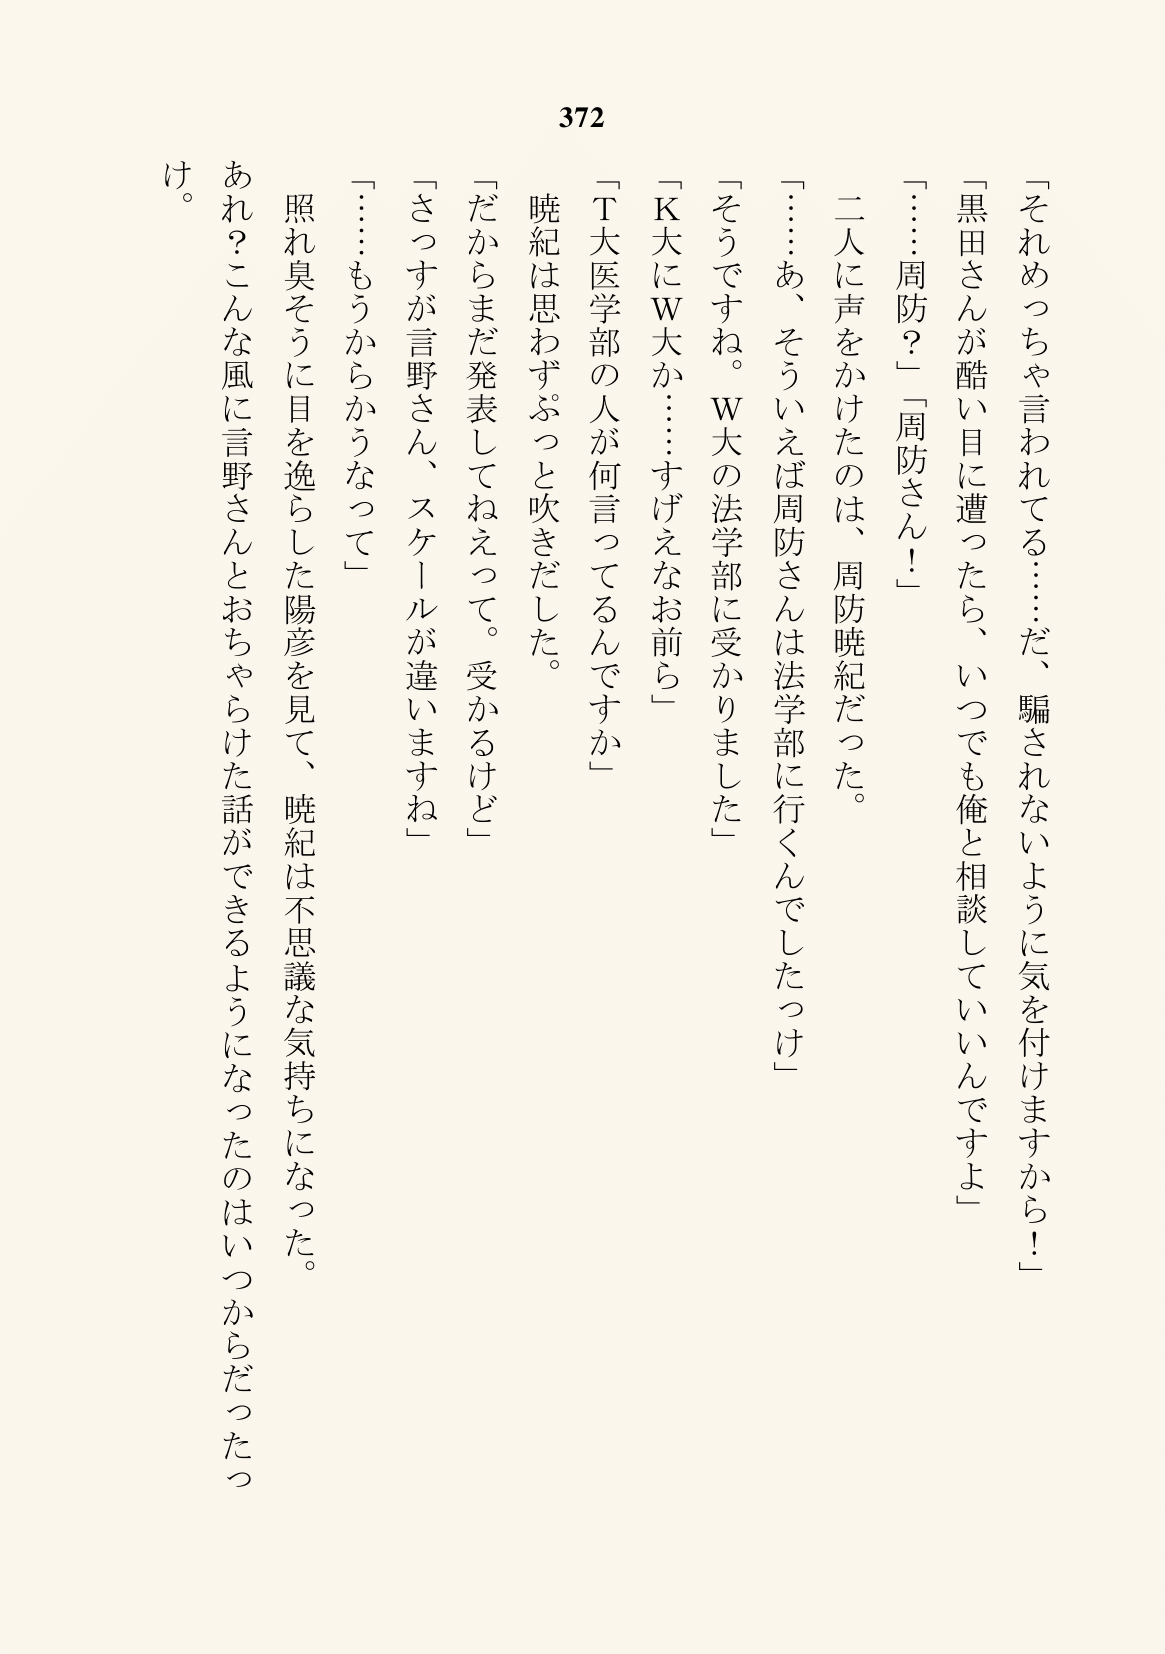 372
「それめっちゃ言われてる……だ、騙されないように気を付けますから！」
「黒田さんが酷い目に遭ったら、いつでも俺と相談していいんですよ」
「……周防？」「周防さん！」
　二人に声をかけたのは、周防暁紀だった。
「……あ、そういえば周防さんは法学部に行くんでしたっけ」
「そうですね。Ｗ大の法学部に受かりました」
「Ｋ大にＷ大か……すげえなお前ら」
「Ｔ大医学部の人が何言ってるんですか」
　暁紀は思わずぷっと吹きだした。
「だからまだ発表してねえって。受かるけど」
「さっすが言野さん、スケールが違いますね」
「……もうからかうなって」
　照れ臭そうに目を逸らした陽彦を見て、暁紀は不思議な気持ちになった。
あれ？こんな風に言野さんとおちゃらけた話ができるようになったのはいつからだったっ
け。